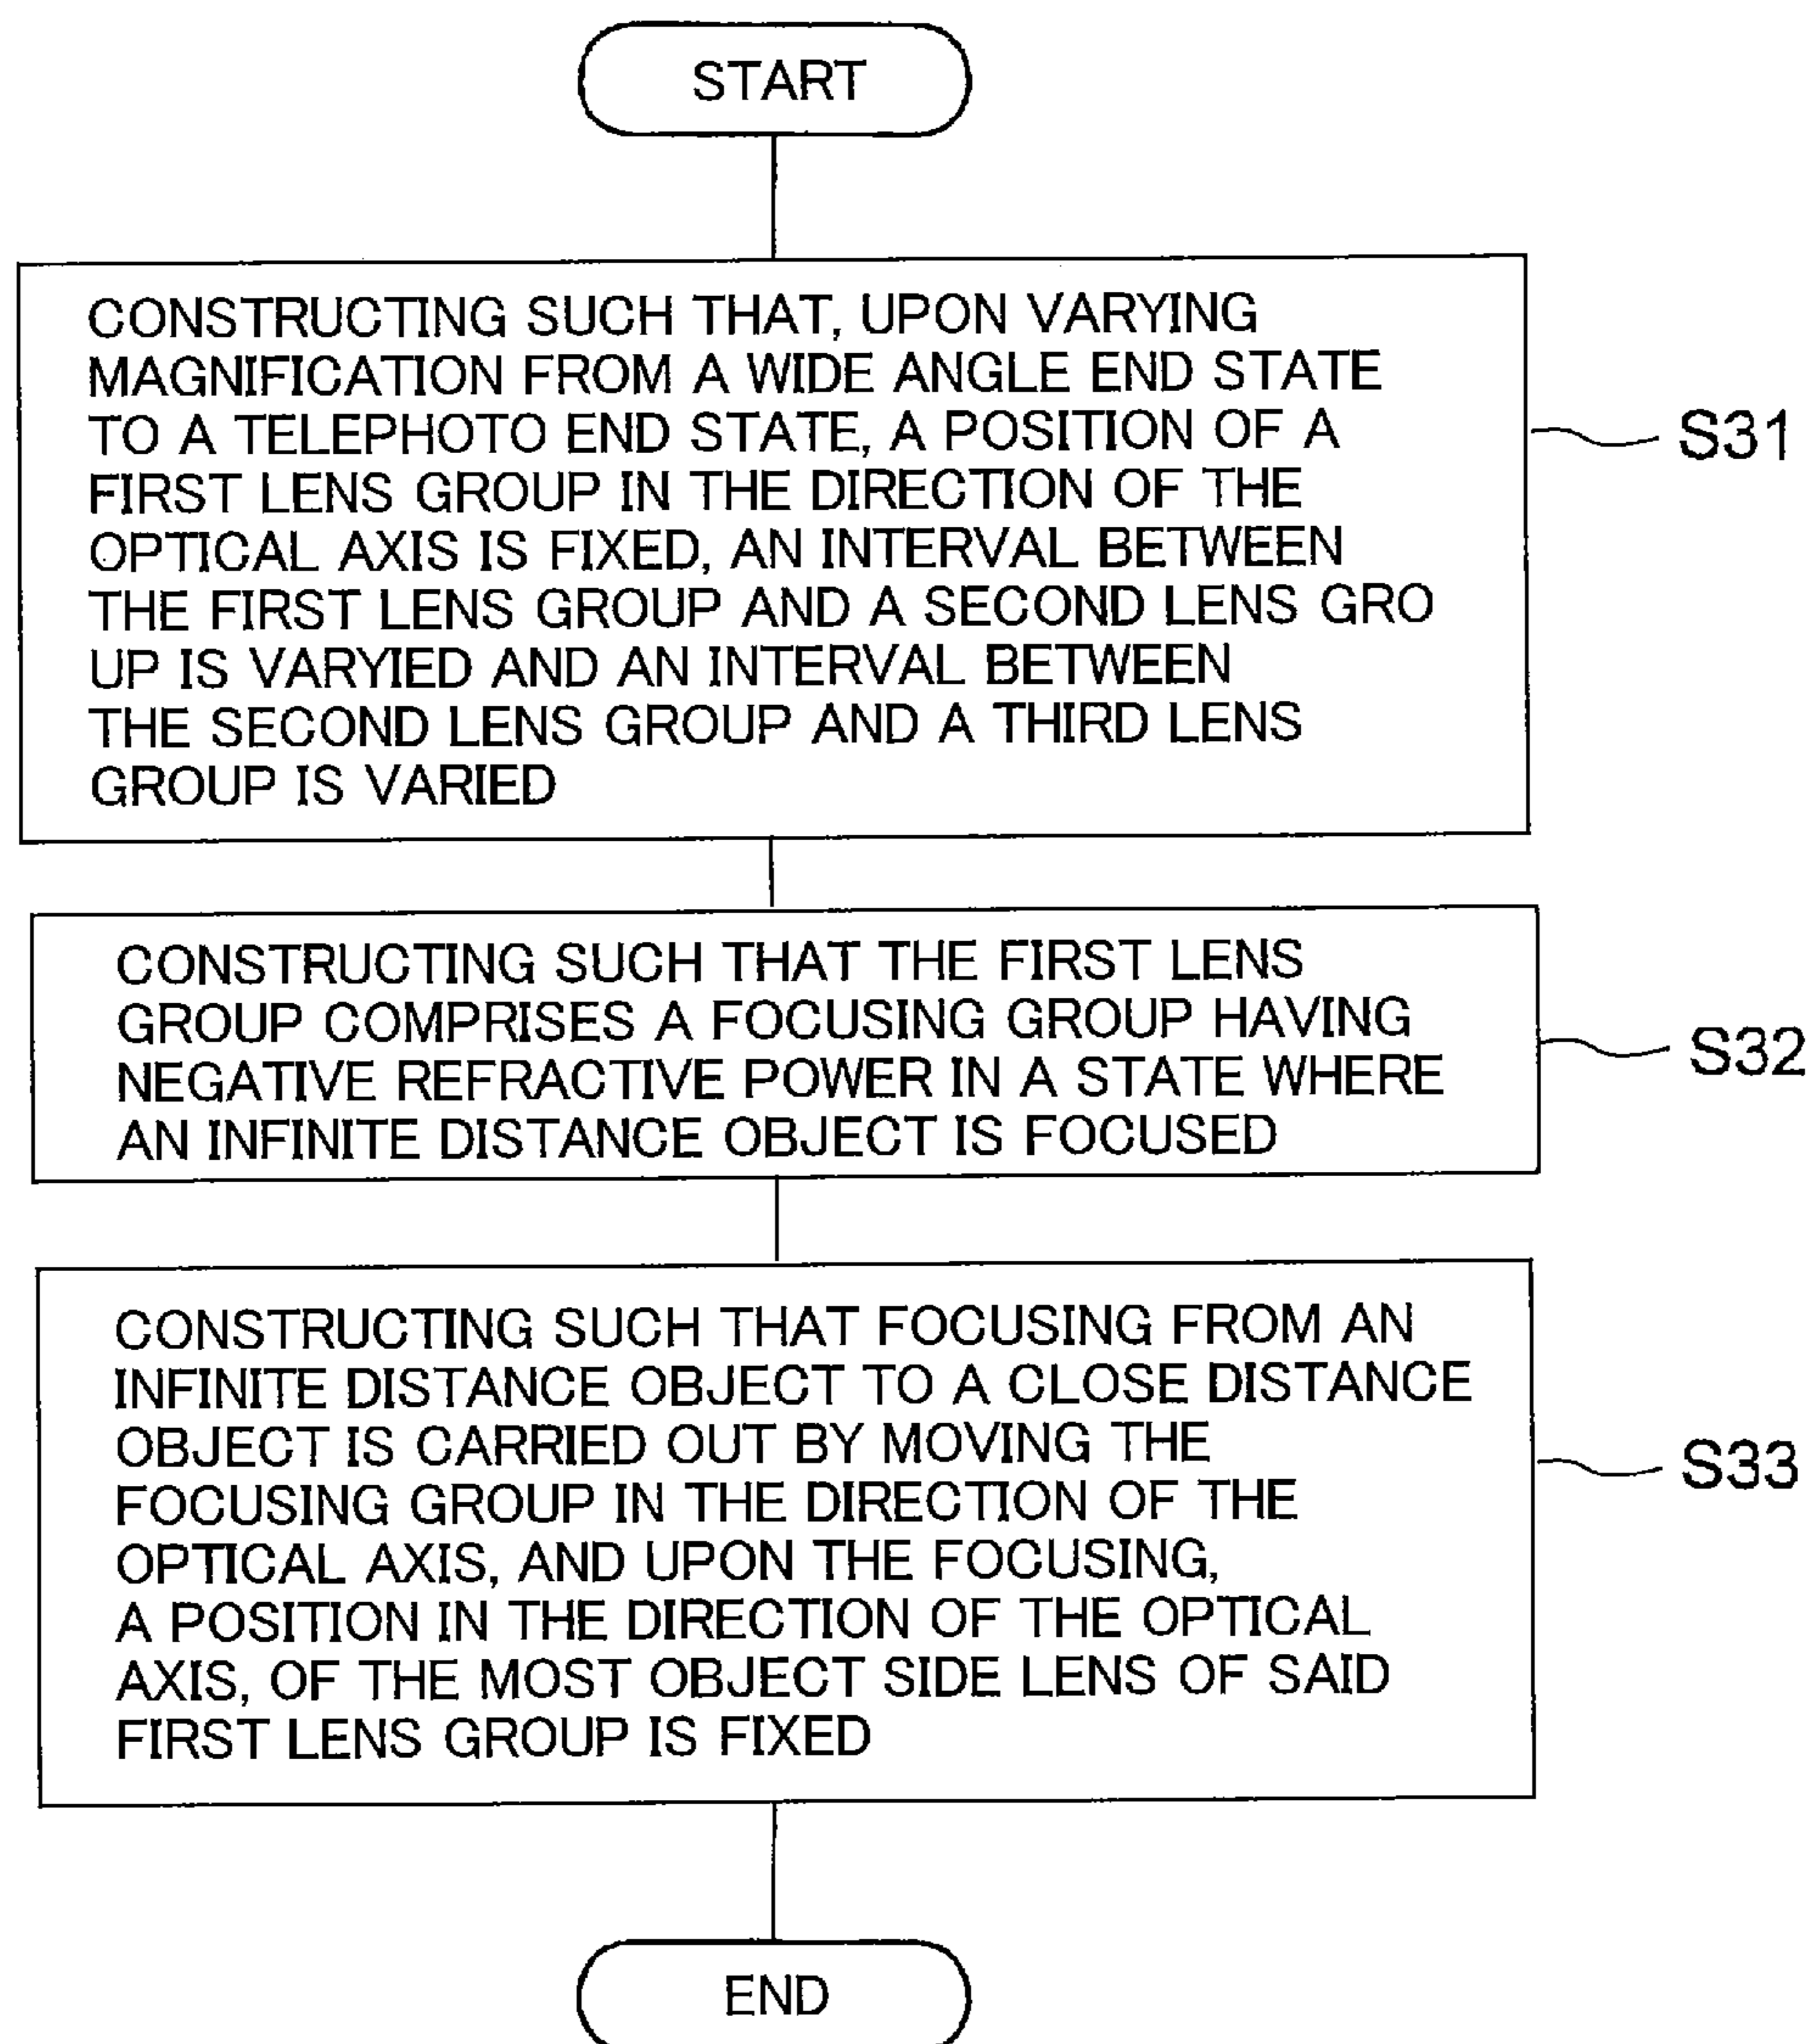 START
CONSTRUCTING SUCH THAT, UPON VARYING
MAGNIFICATION FROM A WIDE ANGLE END STATE
TO A TELEPHOTO END STATE, A POSITION OF A
FIRST LENS GROUP IN THE DIRECTION OF THE
OPTICAL AXIS IS FIXED, AN INTERVAL BETWEEN
THE FIRST LENS GROUP AND A SECOND LENS GRO
UP IS VARYIED AND AN INTERVAL BETWEEN
THE SECOND LENS GROUP AND A THIRD LENS
GROUP IS VARIED
S31
CONSTRUCTING SUCH THAT THE FIRST LENS
GROUP COMPRISES A FOCUSING GROUP HAVING
NEGATIVE REFRACTIVE POWER IN A STATE WHERE
AN INFINITE DISTANCE OBJECT IS FOCUSED
S32
CONSTRUCTING SUCH THAT FOCUSING FROM AN
INFINITE DISTANCE OBJECT TO A CLOSE DISTANCE
OBJECT IS CARRIED OUT BY MOVING THE
FOCUSING GROUP IN THE DIRECTION OF THE
OPTICAL AXIS, AND UPON THE FOCUSING,
A POSITION IN THE DIRECTION OF THE OPTICAL
AXIS, OF THE MOST OBJECT SIDE LENS OF SAID
FIRST LENS GROUP IS FIXED
S33
END